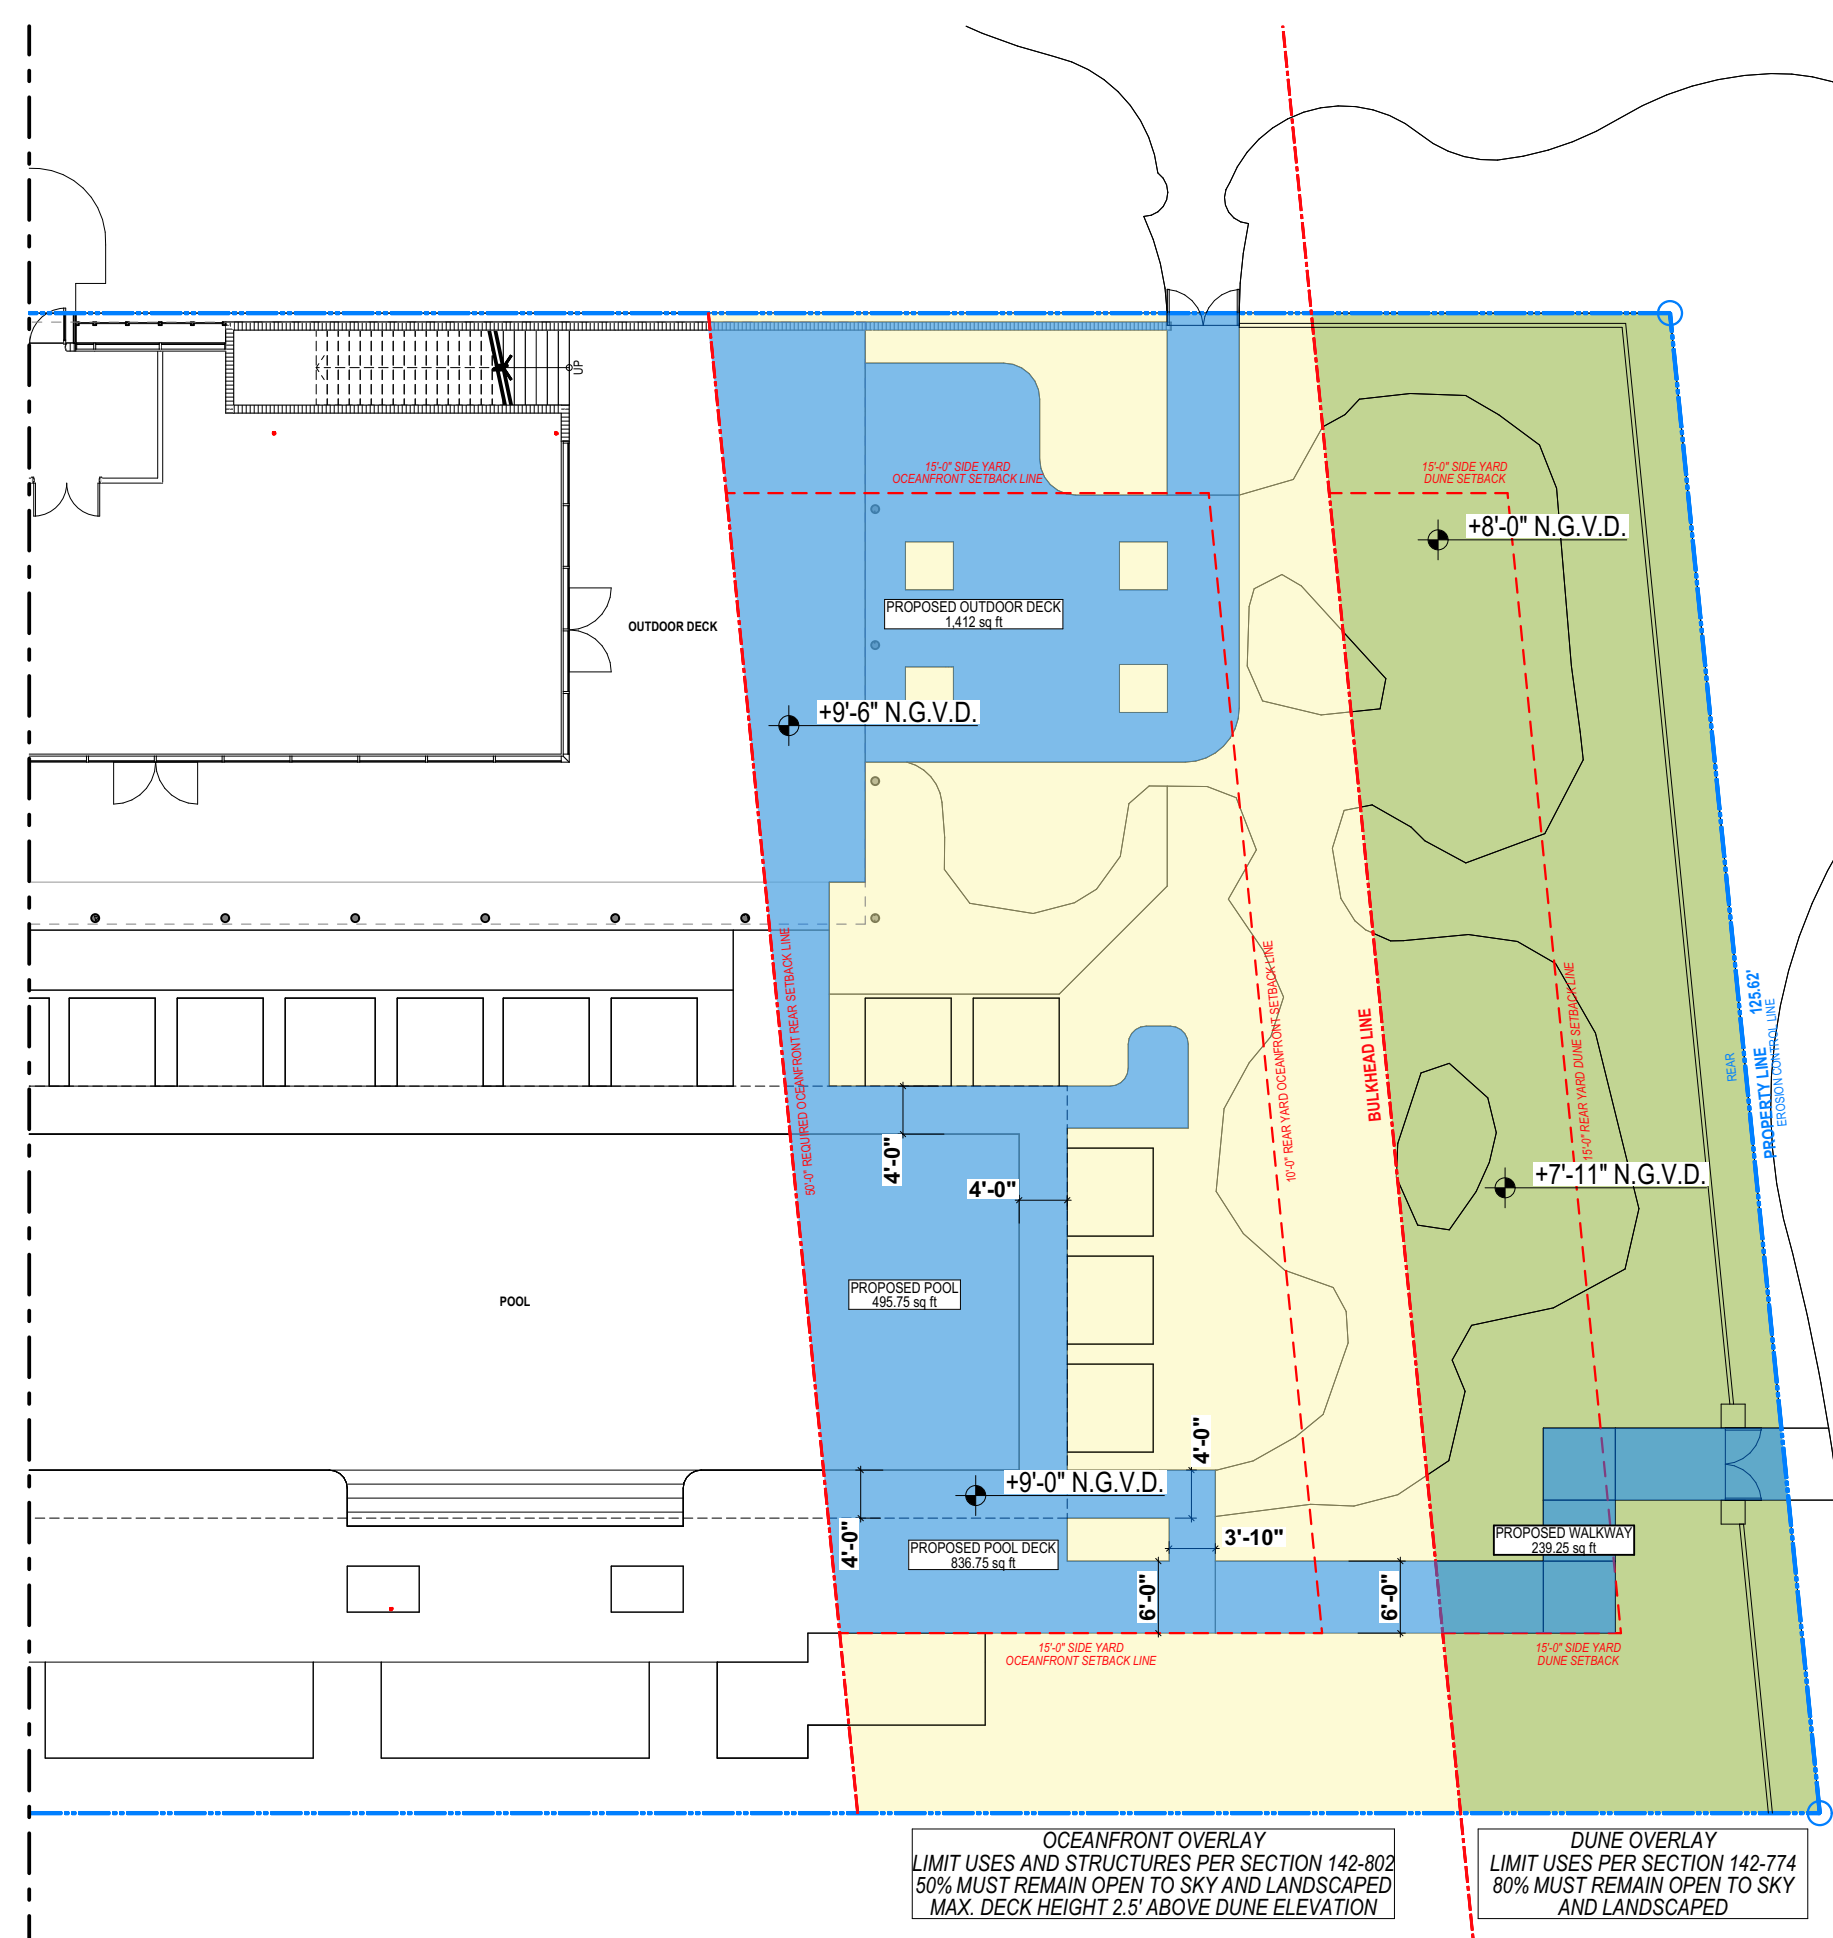 UP
15'-0" SIDE YARD
OCEANFRONT SETBACK LINE
15'-0" SIDE YARD
DUNE SETBACK
+8'-0" N.G.V.D.
PROPOSED OUTDOOR DECK
1,412 sq ft
OUTDOOR DECK
+9'-6" N.G.V.D.
50'-0" REQUIRED OCEANFRONT REAR SETBACK LINE
10'-0" REAR YARD OCEANFRONT SETBACK LINE
BULKHEAD LINE
15'-0" REAR YARD DUNE SETBACK LINE
REAR
PROPERTY LINE 125.62'
EROSION CONTROL LINE
4'-0"
4'-0"
+7'-11" N.G.V.D.
PROPOSED POOL
495.75 sq ft
POOL
4'-0"
+9'-0" N.G.V.D.
4'-0"
PROPOSED POOL DECK
836.75 sq ft
3'-10"
PROPOSED WALKWAY
239.25 sq ft
6'-0"
6'-0"
15'-0" SIDE YARD
OCEANFRONT SETBACK LINE
15'-0" SIDE YARD
DUNE SETBACK
OCEANFRONT OVERLAY
LIMIT USES AND STRUCTURES PER SECTION 142-802
50% MUST REMAIN OPEN TO SKY AND LANDSCAPED
MAX. DECK HEIGHT 2.5' ABOVE DUNE ELEVATION
DUNE OVERLAY
LIMIT USES PER SECTION 142-774
80% MUST REMAIN OPEN TO SKY
AND LANDSCAPED